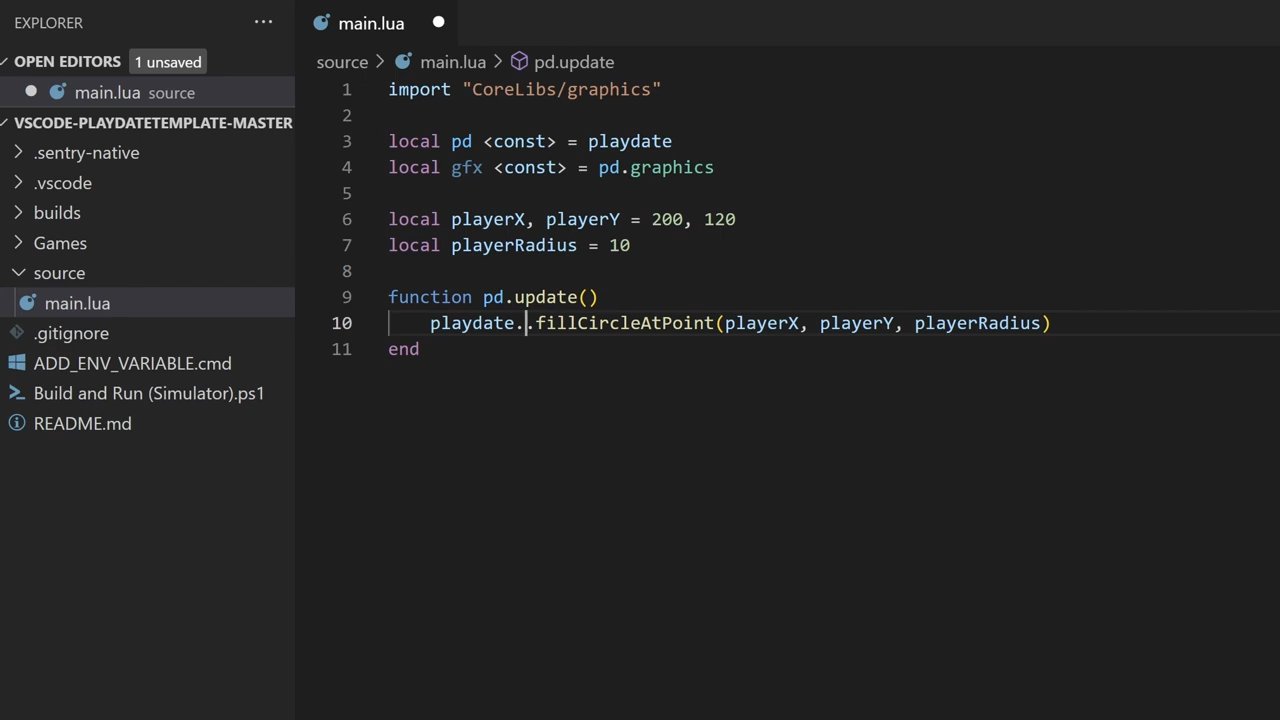 EXPLORER
···
OPEN EDITORS 1 unsaved
main.lua source
VSCODE-PLAYDATETEMPLATE-MASTER
.sentry-native
.vscode
builds
Games
source
main.lua
.gitignore
ADD_ENV_VARIABLE.cmd
Build and Run (Simulator).ps1
README.md
main.lua
source > main.lua > pd.update
1 import "CoreLibs/graphics"
2
3 local pd <const> = playdate
4 local gfx <const> = pd.graphics
5
6 local playerX, playerY = 200, 120
7 local playerRadius = 10
8
9 function pd.update()
10 playdate..fillCircleAtPoint(playerX, playerY, playerRadius)
11 end